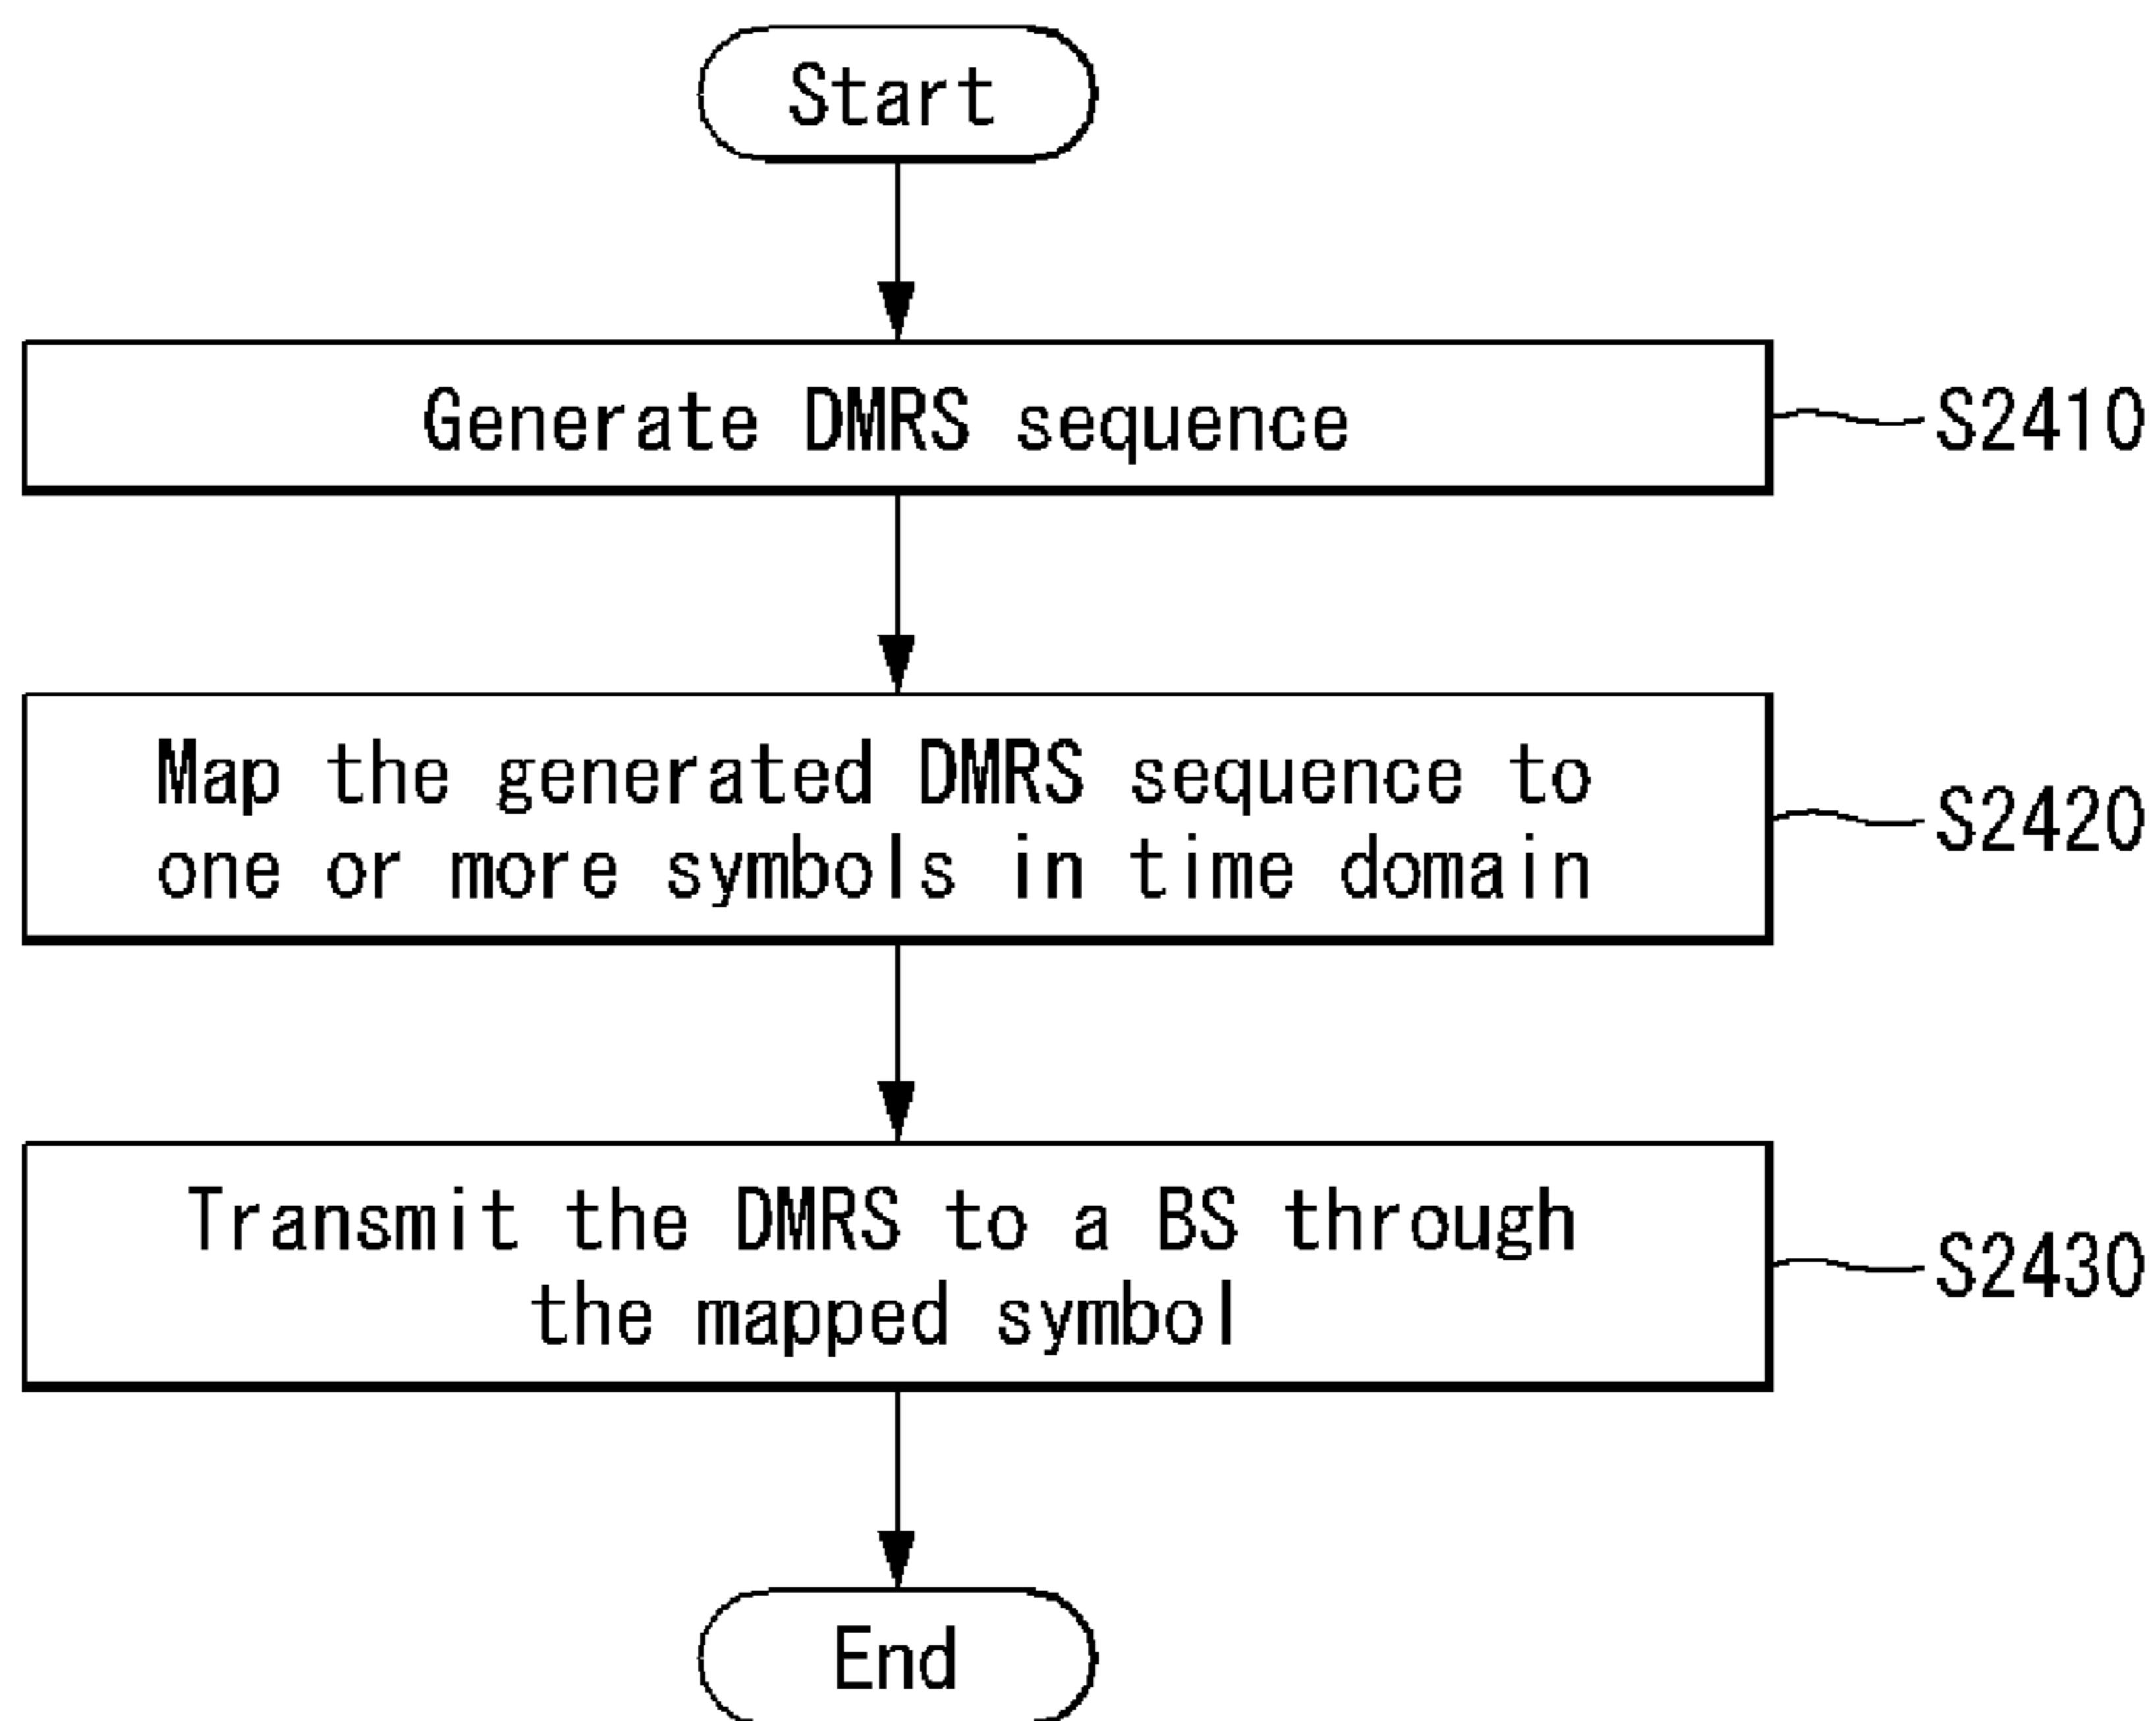 Start
Generate DMRS sequence
S2410
Map the generated DMRS sequence to
one or more symbols in time domain
S2420
Transmit the DMRS to a BS through
the mapped symbol
S2430
End